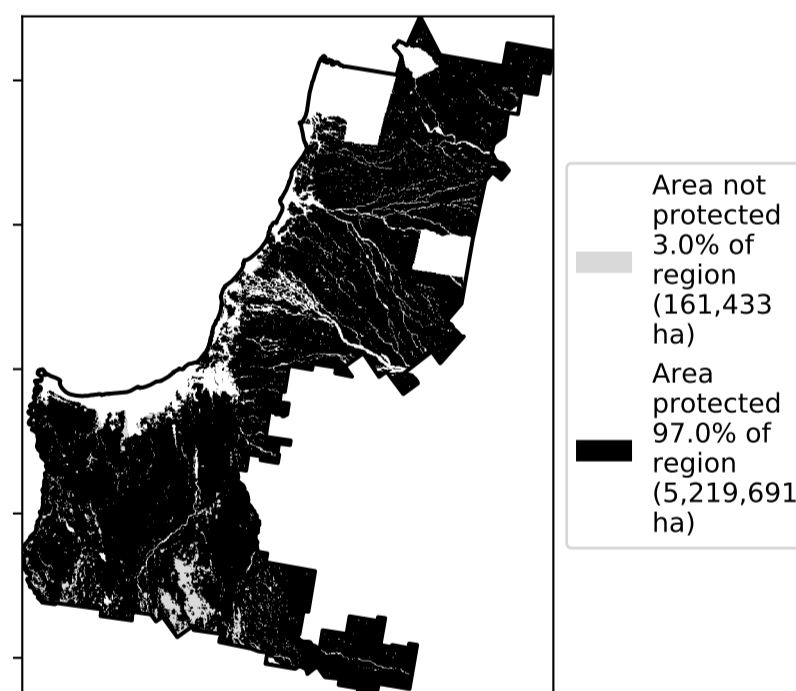 Area not
protected
3.0% of
region
(161,433
ha)
Area
protected
97.0% of
region
(5,219,691
ha)